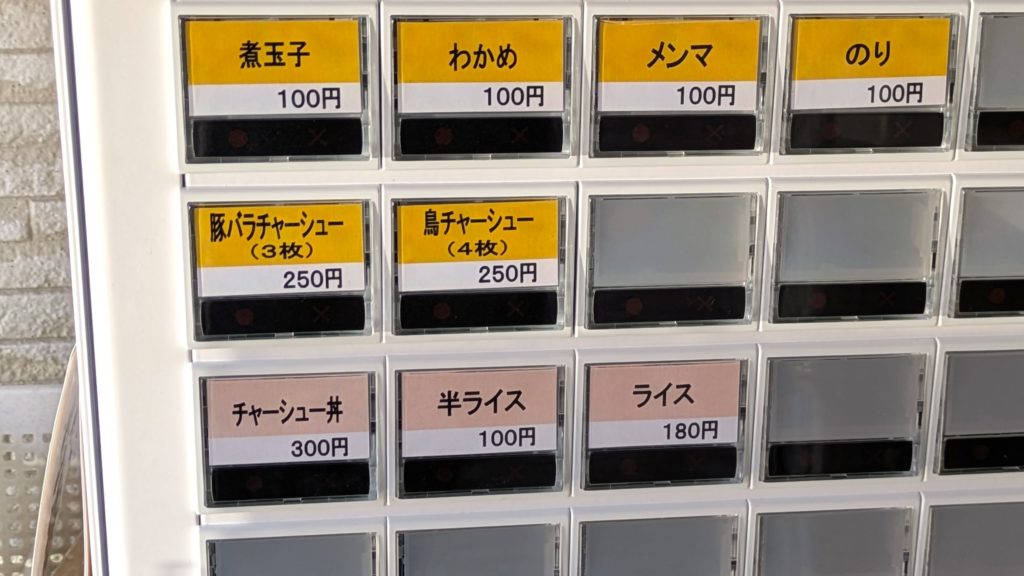 煮玉子
100円
わかめ
100円
メンマ
100円
のり
100円
豚バラチャーシュー
(3枚)
250円
鳥チャーシュー
(4枚)
250円
チャーシュー丼
300円
半ライス
100円
ライス
180円